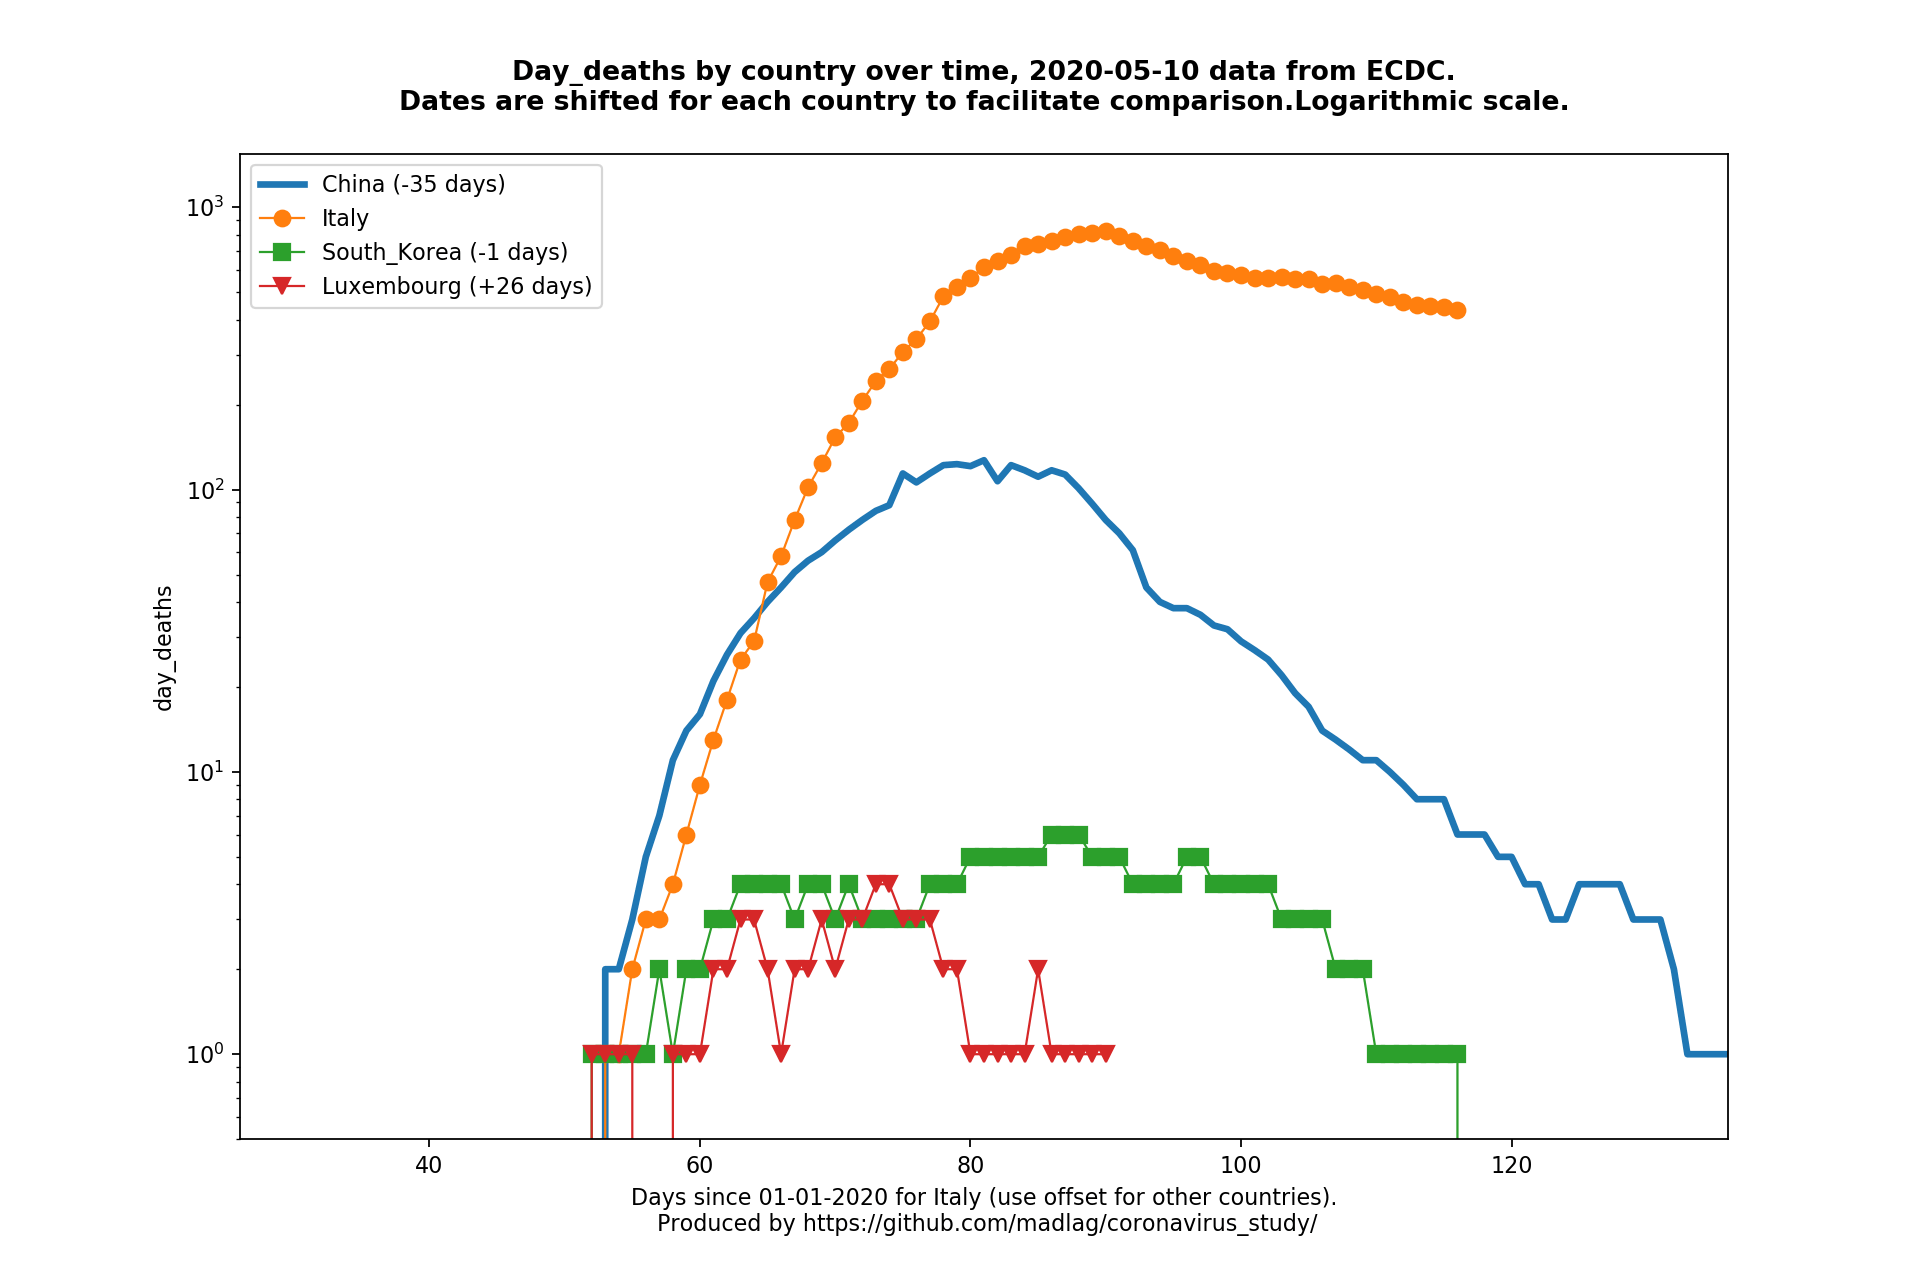 Day_deaths by country over time, 2020-05-10 data from ECDC.
Dates are shifted for each country to facilitate comparison.Logarithmic scale.
China (-35 days)
Italy
South_Korea (-1 days)
Luxembourg (+26 days)
10³
10²
10¹
10⁰
day_deaths
40 60 80 100 120
Days since 01-01-2020 for Italy (use offset for other countries).
Produced by https://github.com/madlag/coronavirus_study/